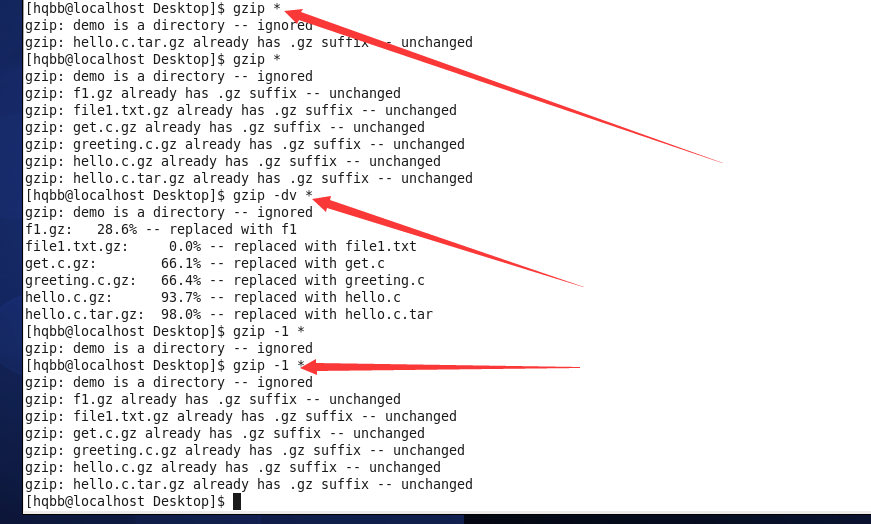 [hqbb@localhost Desktop]$ gzip *
gzip: demo is a directory -- ignored
gzip: hello.c.tar.gz already has .gz suffix -- unchanged
[hqbb@localhost Desktop]$ gzip *
gzip: demo is a directory -- ignored
gzip: f1.gz already has .gz suffix -- unchanged
gzip: file1.txt.gz already has .gz suffix -- unchanged
gzip: get.c.gz already has .gz suffix -- unchanged
gzip: greeting.c.gz already has .gz suffix -- unchanged
gzip: hello.c.gz already has .gz suffix -- unchanged
gzip: hello.c.tar.gz already has .gz suffix -- unchanged
[hqbb@localhost Desktop]$ gzip -dv *
gzip: demo is a directory -- ignored
f1.gz:   28.6% -- replaced with f1
file1.txt.gz:     0.0% -- replaced with file1.txt
get.c.gz:        66.1% -- replaced with get.c
greeting.c.gz:   66.4% -- replaced with greeting.c
hello.c.gz:      93.7% -- replaced with hello.c
hello.c.tar.gz:  98.0% -- replaced with hello.c.tar
[hqbb@localhost Desktop]$ gzip -1 *
gzip: demo is a directory -- ignored
[hqbb@localhost Desktop]$ gzip -1 *
gzip: demo is a directory -- ignored
gzip: f1.gz already has .gz suffix -- unchanged
gzip: file1.txt.gz already has .gz suffix -- unchanged
gzip: get.c.gz already has .gz suffix -- unchanged
gzip: greeting.c.gz already has .gz suffix -- unchanged
gzip: hello.c.gz already has .gz suffix -- unchanged
gzip: hello.c.tar.gz already has .gz suffix -- unchanged
[hqbb@localhost Desktop]$